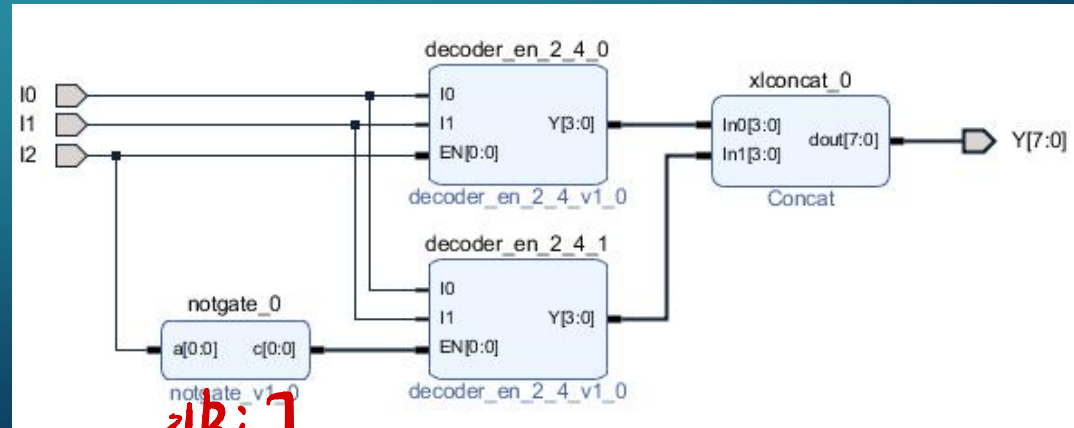 decoder_en_2_4_0
I0
I1
I2
I0
I1
EN[0:0]
Y[3:0]
decoder_en_2_4_v1_0
xlconcat_0
In0[3:0]
In1[3:0]
dout[7:0]
Concat
Y[7:0]
decoder_en_2_4_1
I0
I1
EN[0:0]
Y[3:0]
decoder_en_2_4_v1_0
notgate_0
a[0:0]
c[0:0]
notgate_v1_0